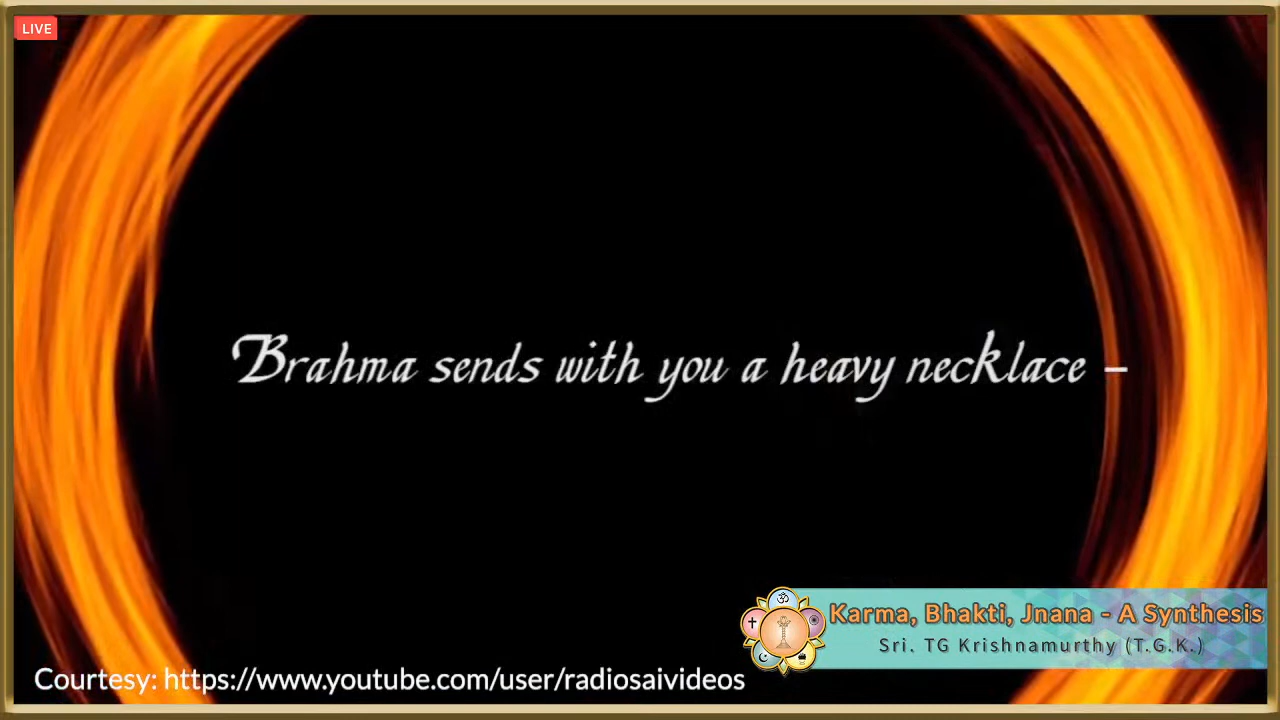 LIVE
Brahma sends with you a heavy necklace –
Karma, Bhakti, Jnana - A Synthesis
Sri. TG Krishnamurthy (T.G.K.)
Courtesy: https://www.youtube.com/user/radiosaivideos